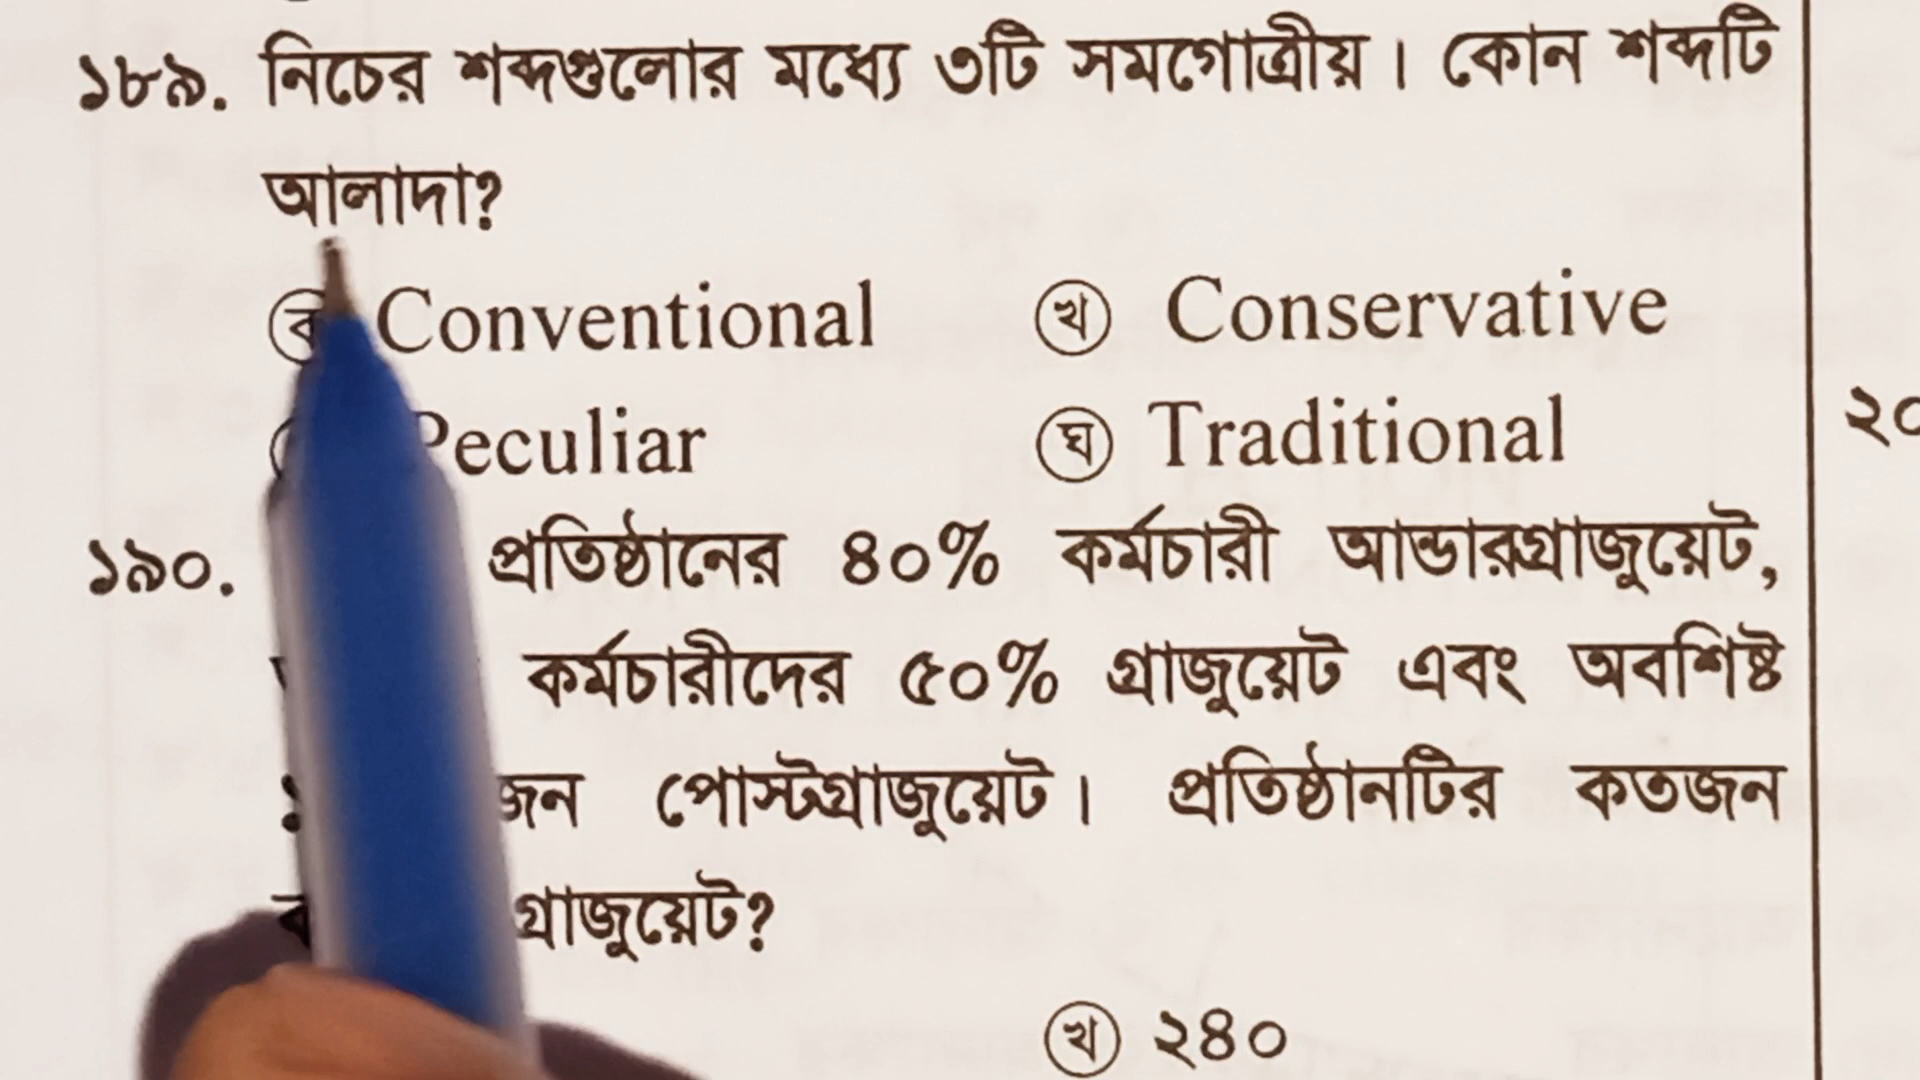 ১৮৯. নিচের শব্দগুলোর মধ্যে ৩টি সমগোত্রীয়। কোন শব্দটি
আলাদা?
ক Conventional খ Conservative
Peculiar ঘ Traditional
২০
১৯০. প্রতিষ্ঠানের ৪০% কর্মচারী আন্ডারগ্রাজুয়েট,
কর্মচারীদের ৫০% গ্রাজুয়েট এবং অবশিষ্ট
জন পোস্টগ্রাজুয়েট। প্রতিষ্ঠানটির কতজন
গ্রাজুয়েট?
খ ২৪০